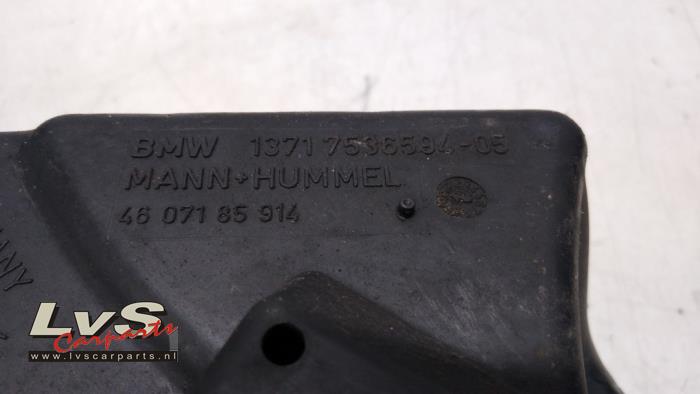 BMW 1371 7536594-05
MANN+HUMMEL
46 071 85 914
LvS
Carparts
www.lvscarparts.nl